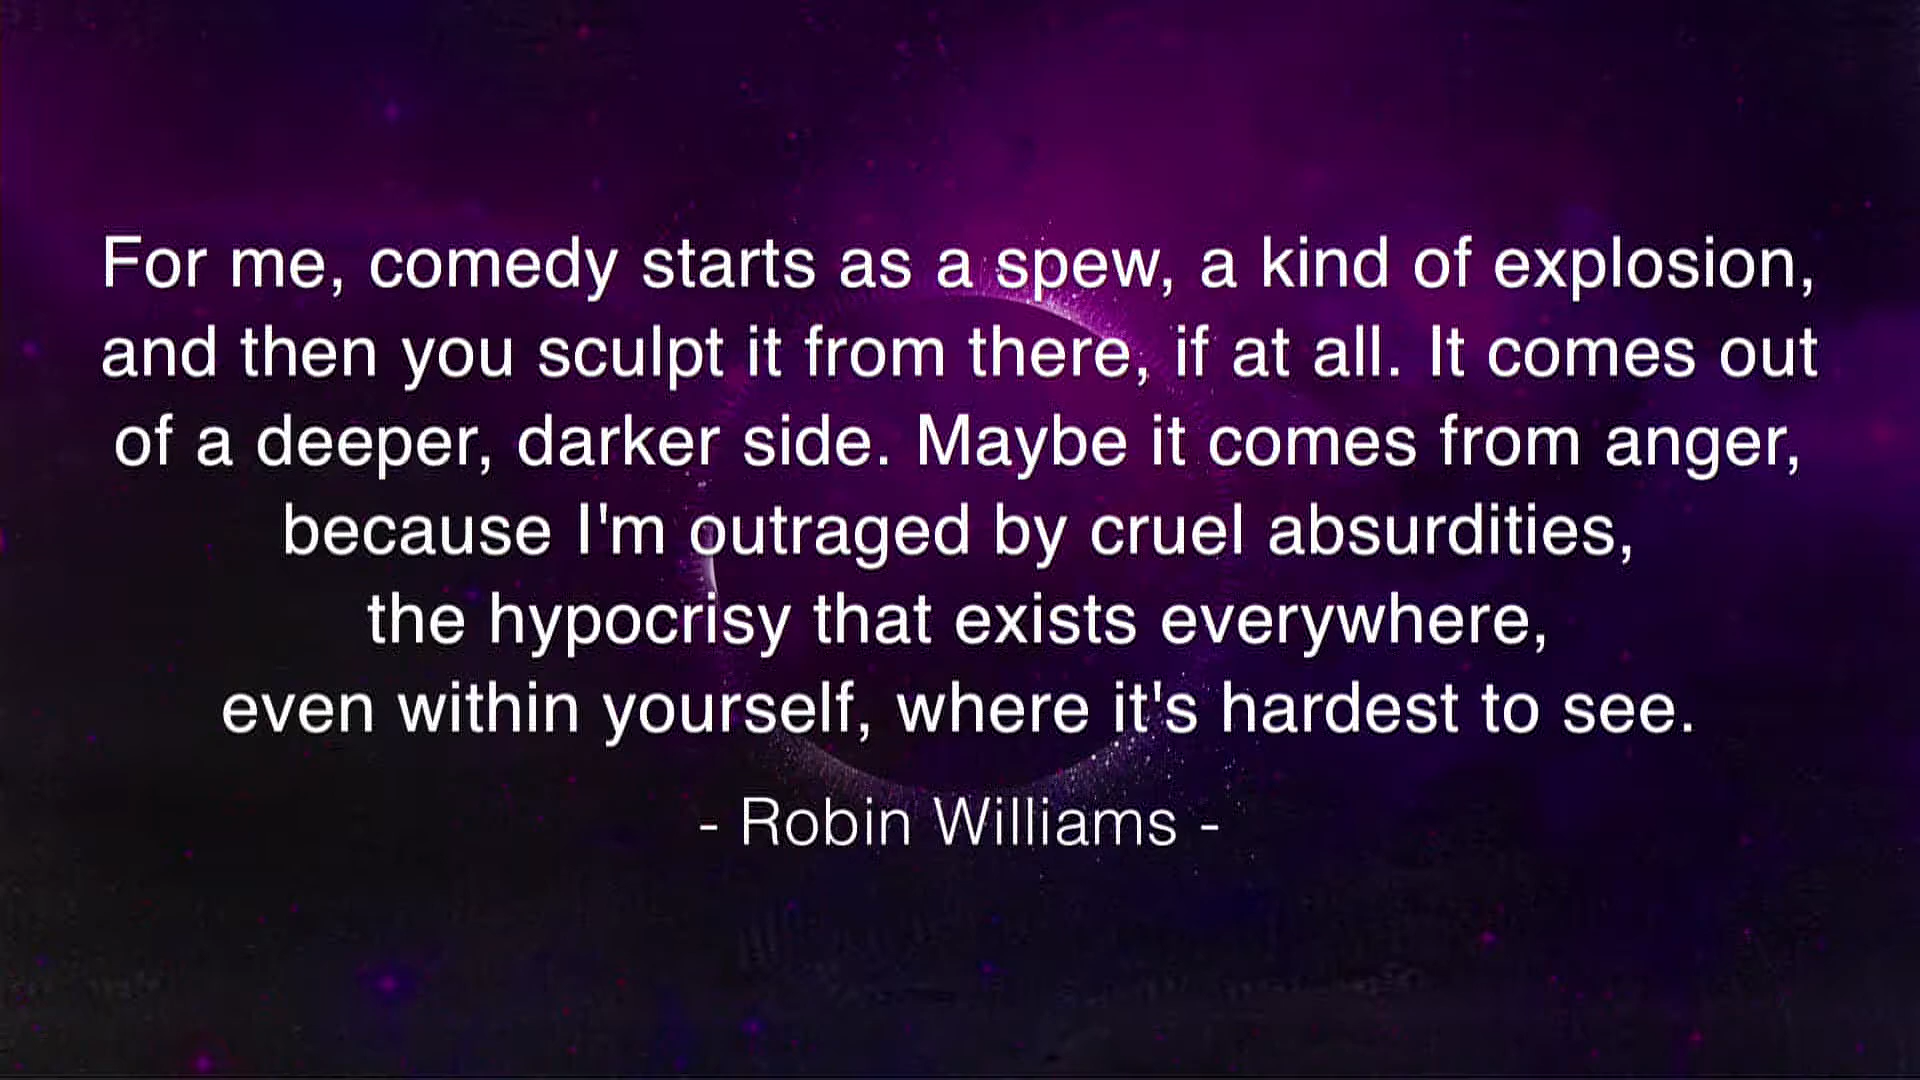 For me, comedy starts as a spew, a kind of explosion,
and then you sculpt it from there, if at all. It comes out
of a deeper, darker side. Maybe it comes from anger,
because I'm outraged by cruel absurdities,
the hypocrisy that exists everywhere,
even within yourself, where it's hardest to see.
- Robin Williams -